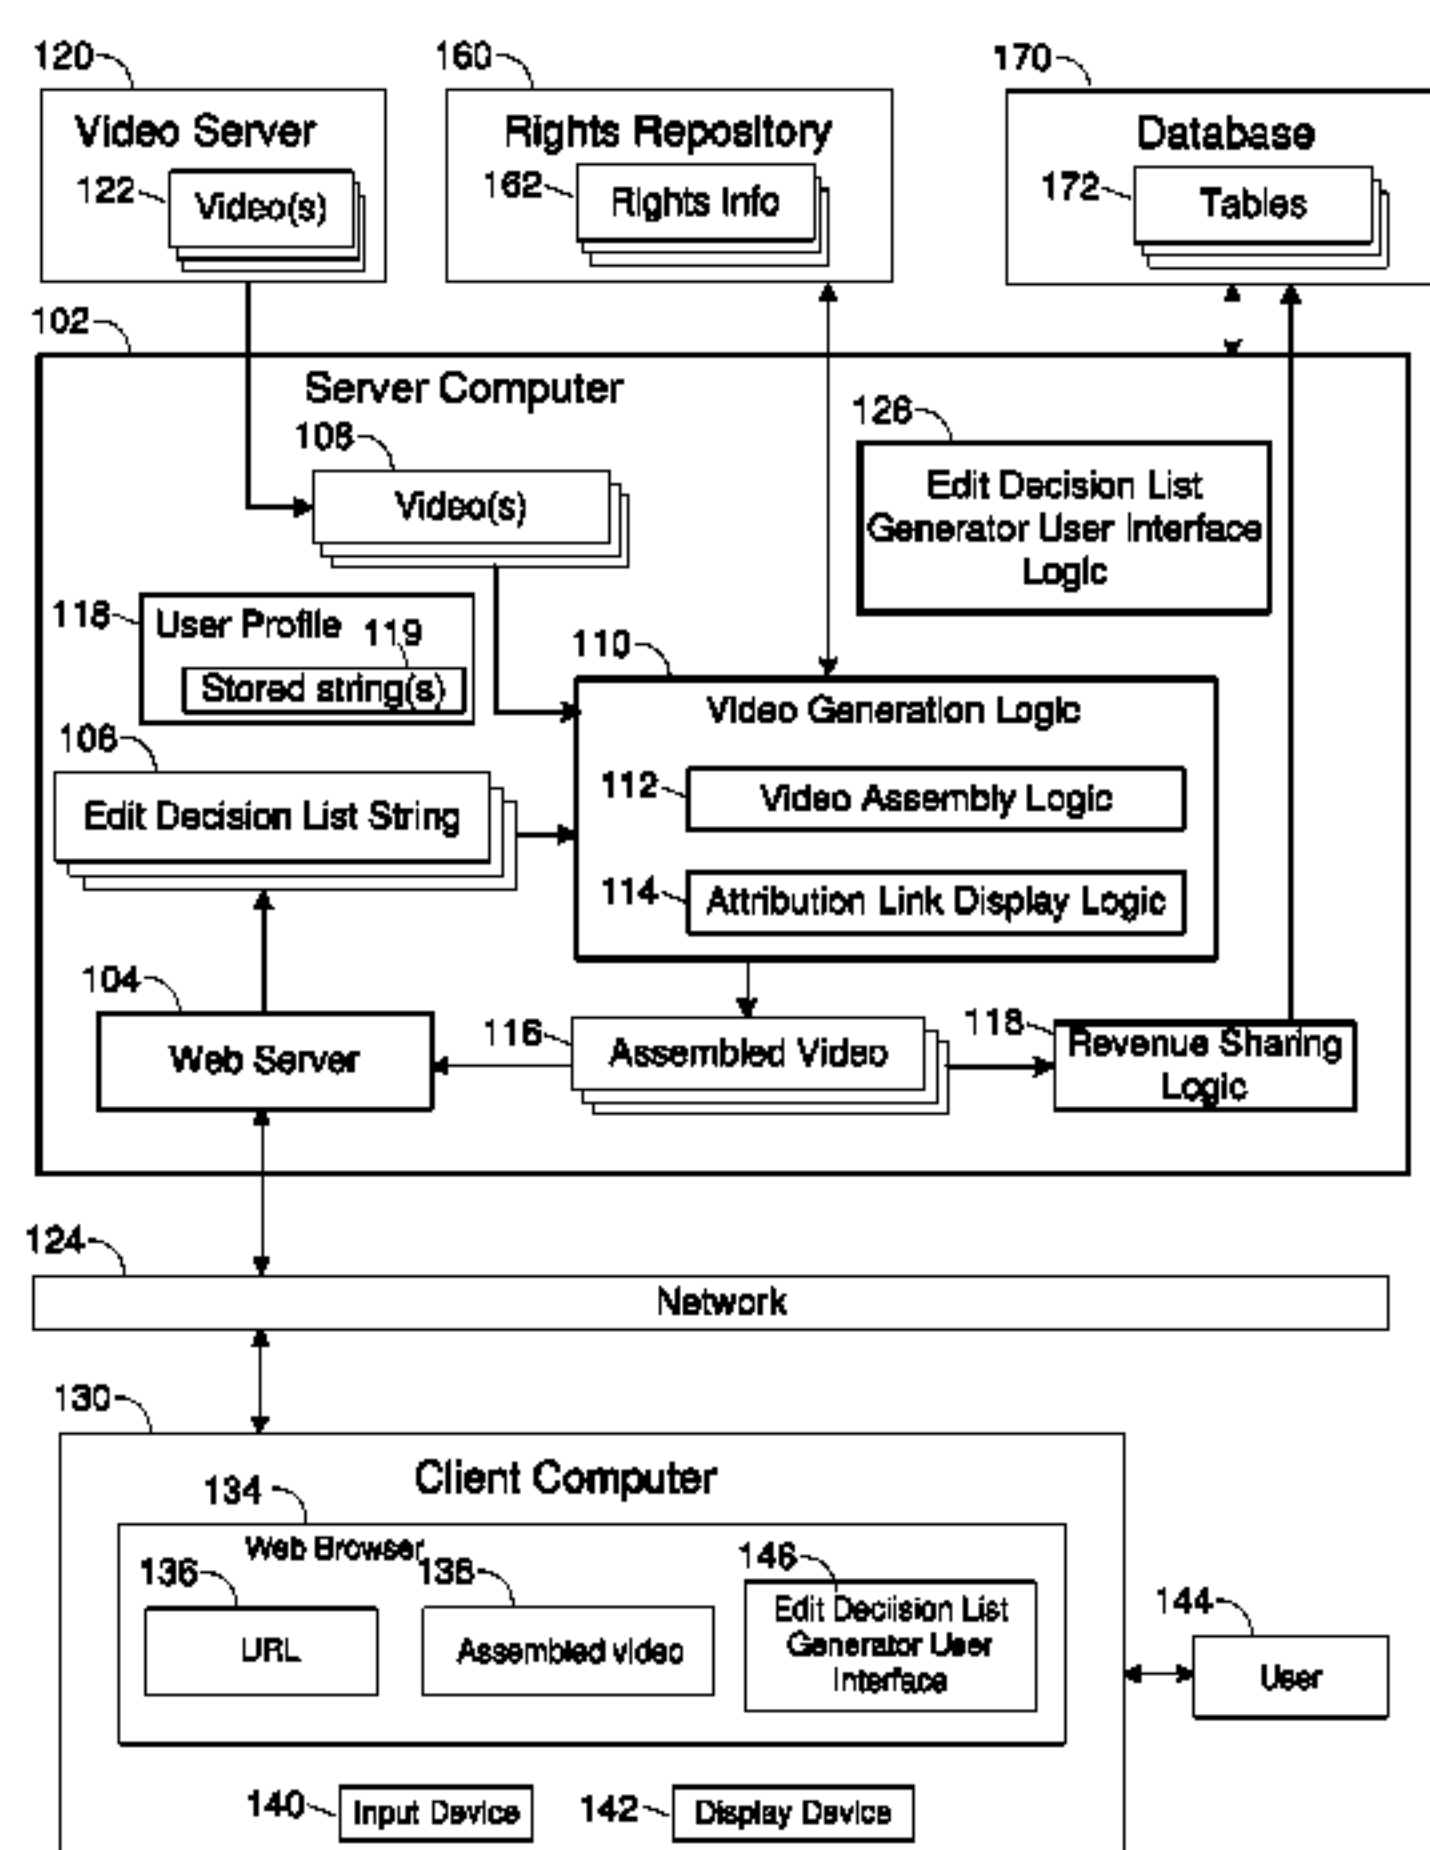 120
160
170
Video Server
Rights Repository
Database
122
Video(s)
162
Rights Info
172
Tables
102
Server Computer
108
Video(s)
126
Edit Decision List
Generator User Interface
Logic
118
User Profile
119
Stored string(s)
110
Video Generation Logic
106
Edit Decision List String
112
Video Assembly Logic
114
Attribution Link Display Logic
104
Web Server
116
Assembled Video
118
Revenue Sharing
Logic
124
Network
130
Client Computer
134
Web Browser
136
URL
138
Assembled video
146
Edit Deciision List
Generator User
Interface
144
User
140
Input Device
142
Display Device